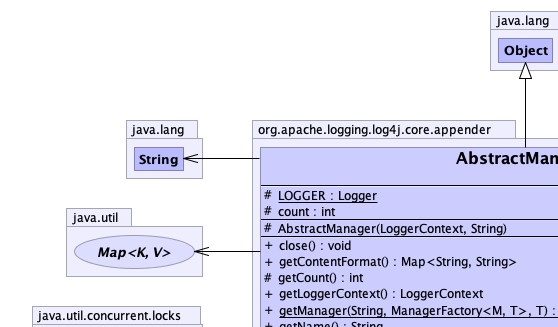 java.lang
Object
java.lang
String
org.apache.logging.log4j.core.appender
AbstractMan
# LOGGER : Logger
# count : int
# AbstractManager(LoggerContext, String)
+ close() : void
+ getContentFormat() : Map<String, String>
# getCount() : int
+ getLoggerContext() : LoggerContext
+ getManager(String, ManagerFactory<M, T>, T) :
+ getName() : String
java.util
Map<K, V>
java.util.concurrent.locks